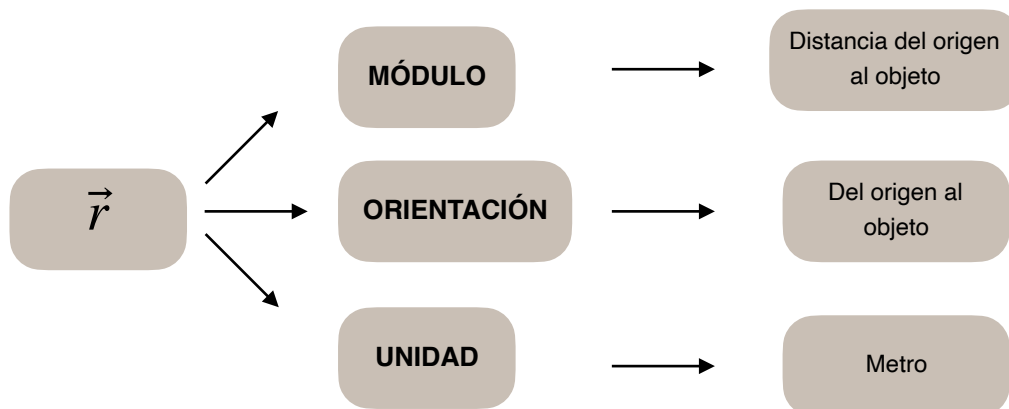 MÓDULO
Distancia del origen
al objeto
r⃗
ORIENTACIÓN
Del origen al
objeto
UNIDAD
Metro